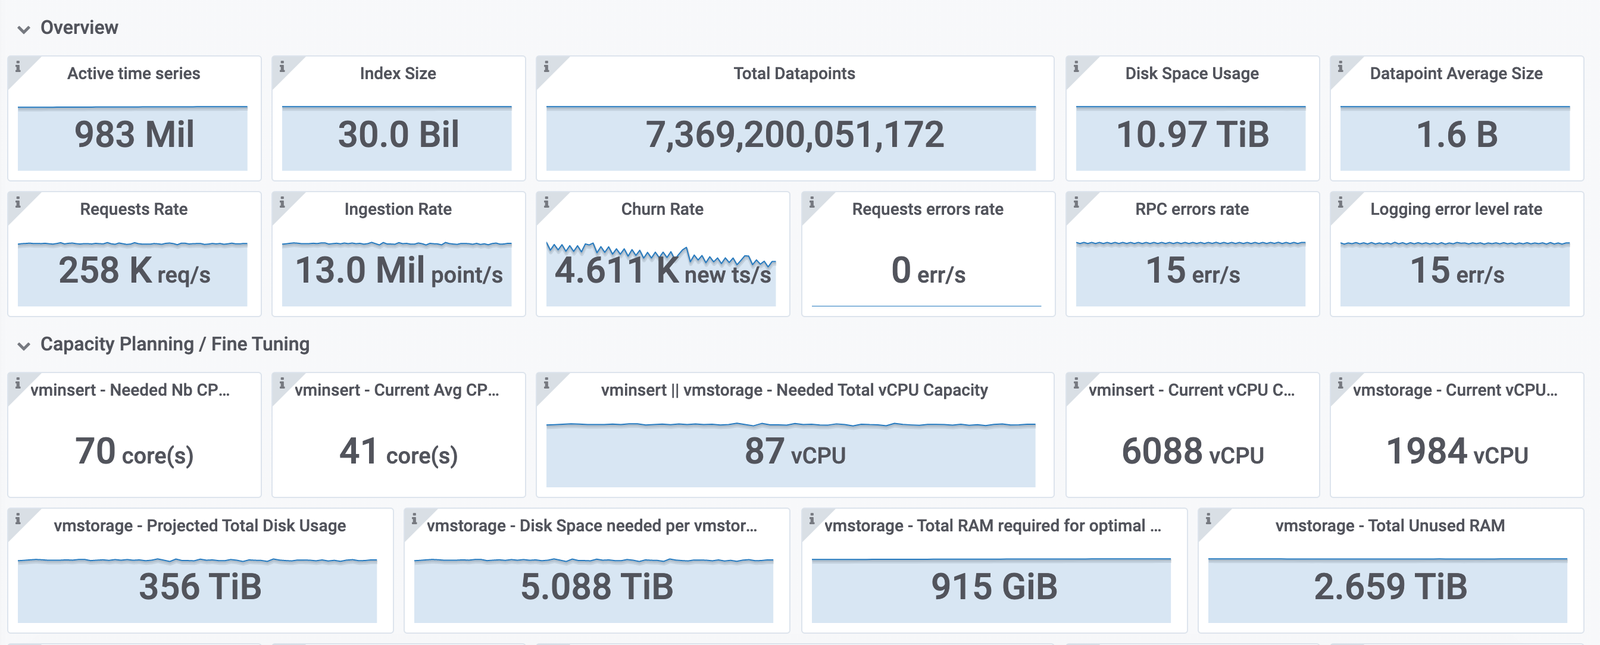 Overview
Active time series
983 Mil
Index Size
30.0 Bil
Total Datapoints
7,369,200,051,172
Disk Space Usage
10.97 TiB
Datapoint Average Size
1.6 B
Requests Rate
258 K req/s
Ingestion Rate
13.0 Mil point/s
Churn Rate
4.611 K new ts/s
Requests errors rate
0 err/s
RPC errors rate
15 err/s
Logging error level rate
15 err/s
Capacity Planning / Fine Tuning
vminsert - Needed Nb CP...
70 core(s)
vminsert - Current Avg CP...
41 core(s)
vminsert || vmstorage - Needed Total vCPU Capacity
87 vCPU
vminsert - Current vCPU C...
6088 vCPU
vmstorage - Current vCPU...
1984 vCPU
vmstorage - Projected Total Disk Usage
356 TiB
vmstorage - Disk Space needed per vmstor...
5.088 TiB
vmstorage - Total RAM required for optimal ...
915 GiB
vmstorage - Total Unused RAM
2.659 TiB